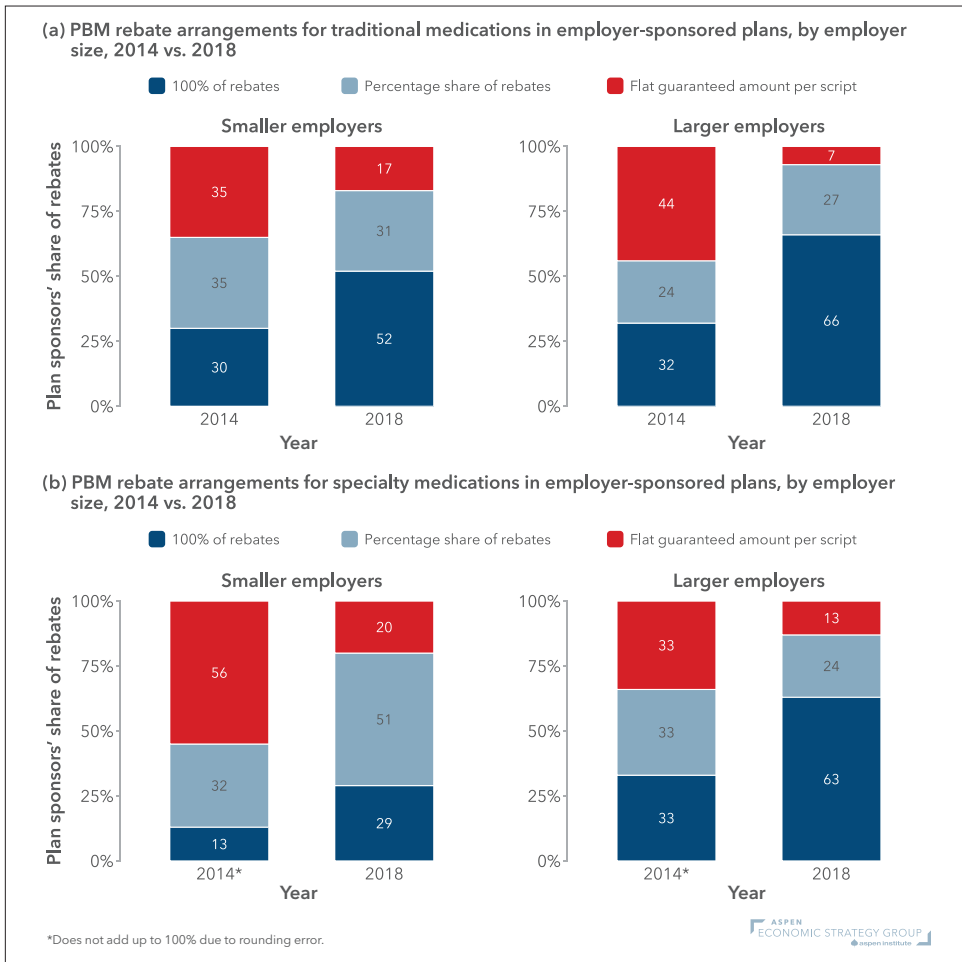 (a) PBM rebate arrangements for traditional medications in employer-sponsored plans, by employer
size, 2014 vs. 2018
100% of rebates Percentage share of rebates Flat guaranteed amount per script
Smaller employers
Plan sponsors’ share of rebates
100%
75%
50%
25%
0%
35
35
30
17
31
52
2014 2018
Year
Larger employers
100%
75%
50%
25%
0%
44
24
32
7
27
66
2014 2018
Year
(b) PBM rebate arrangements for specialty medications in employer-sponsored plans, by employer
size, 2014 vs. 2018
100% of rebates Percentage share of rebates Flat guaranteed amount per script
Smaller employers
Plan sponsors’ share of rebates
100%
75%
50%
25%
0%
56
32
13
20
51
29
2014* 2018
Year
Larger employers
100%
75%
50%
25%
0%
33
33
33
13
24
63
2014* 2018
Year
*Does not add up to 100% due to rounding error.
ASPEN
ECONOMIC STRATEGY GROUP
aspen institute